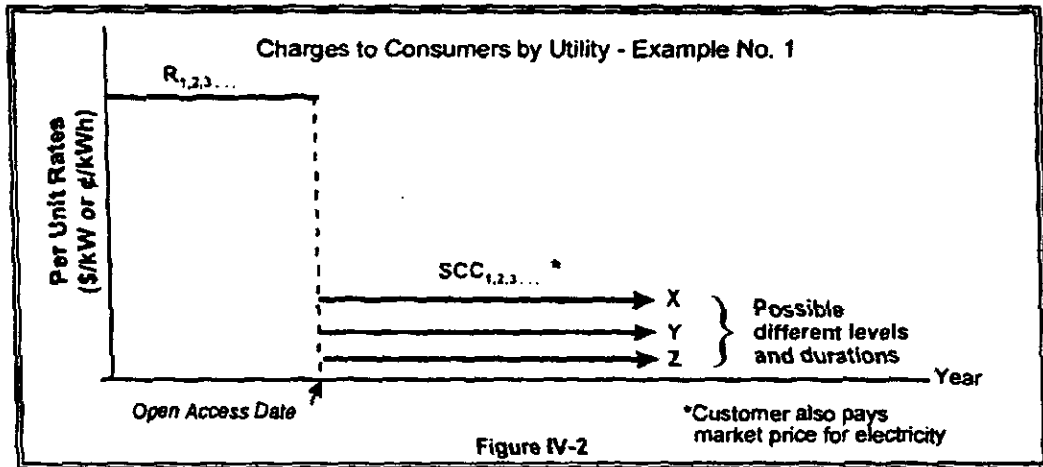 Charges to Consumers by Utility - Example No. 1
R1,2,3...
Per Unit Rates
($/kW or ¢/kWh)
SCC1,2,3... *
X
Y
Z
Possible
different levels
and durations
Year
Open Access Date
*Customer also pays
market price for electricity
Figure IV-2